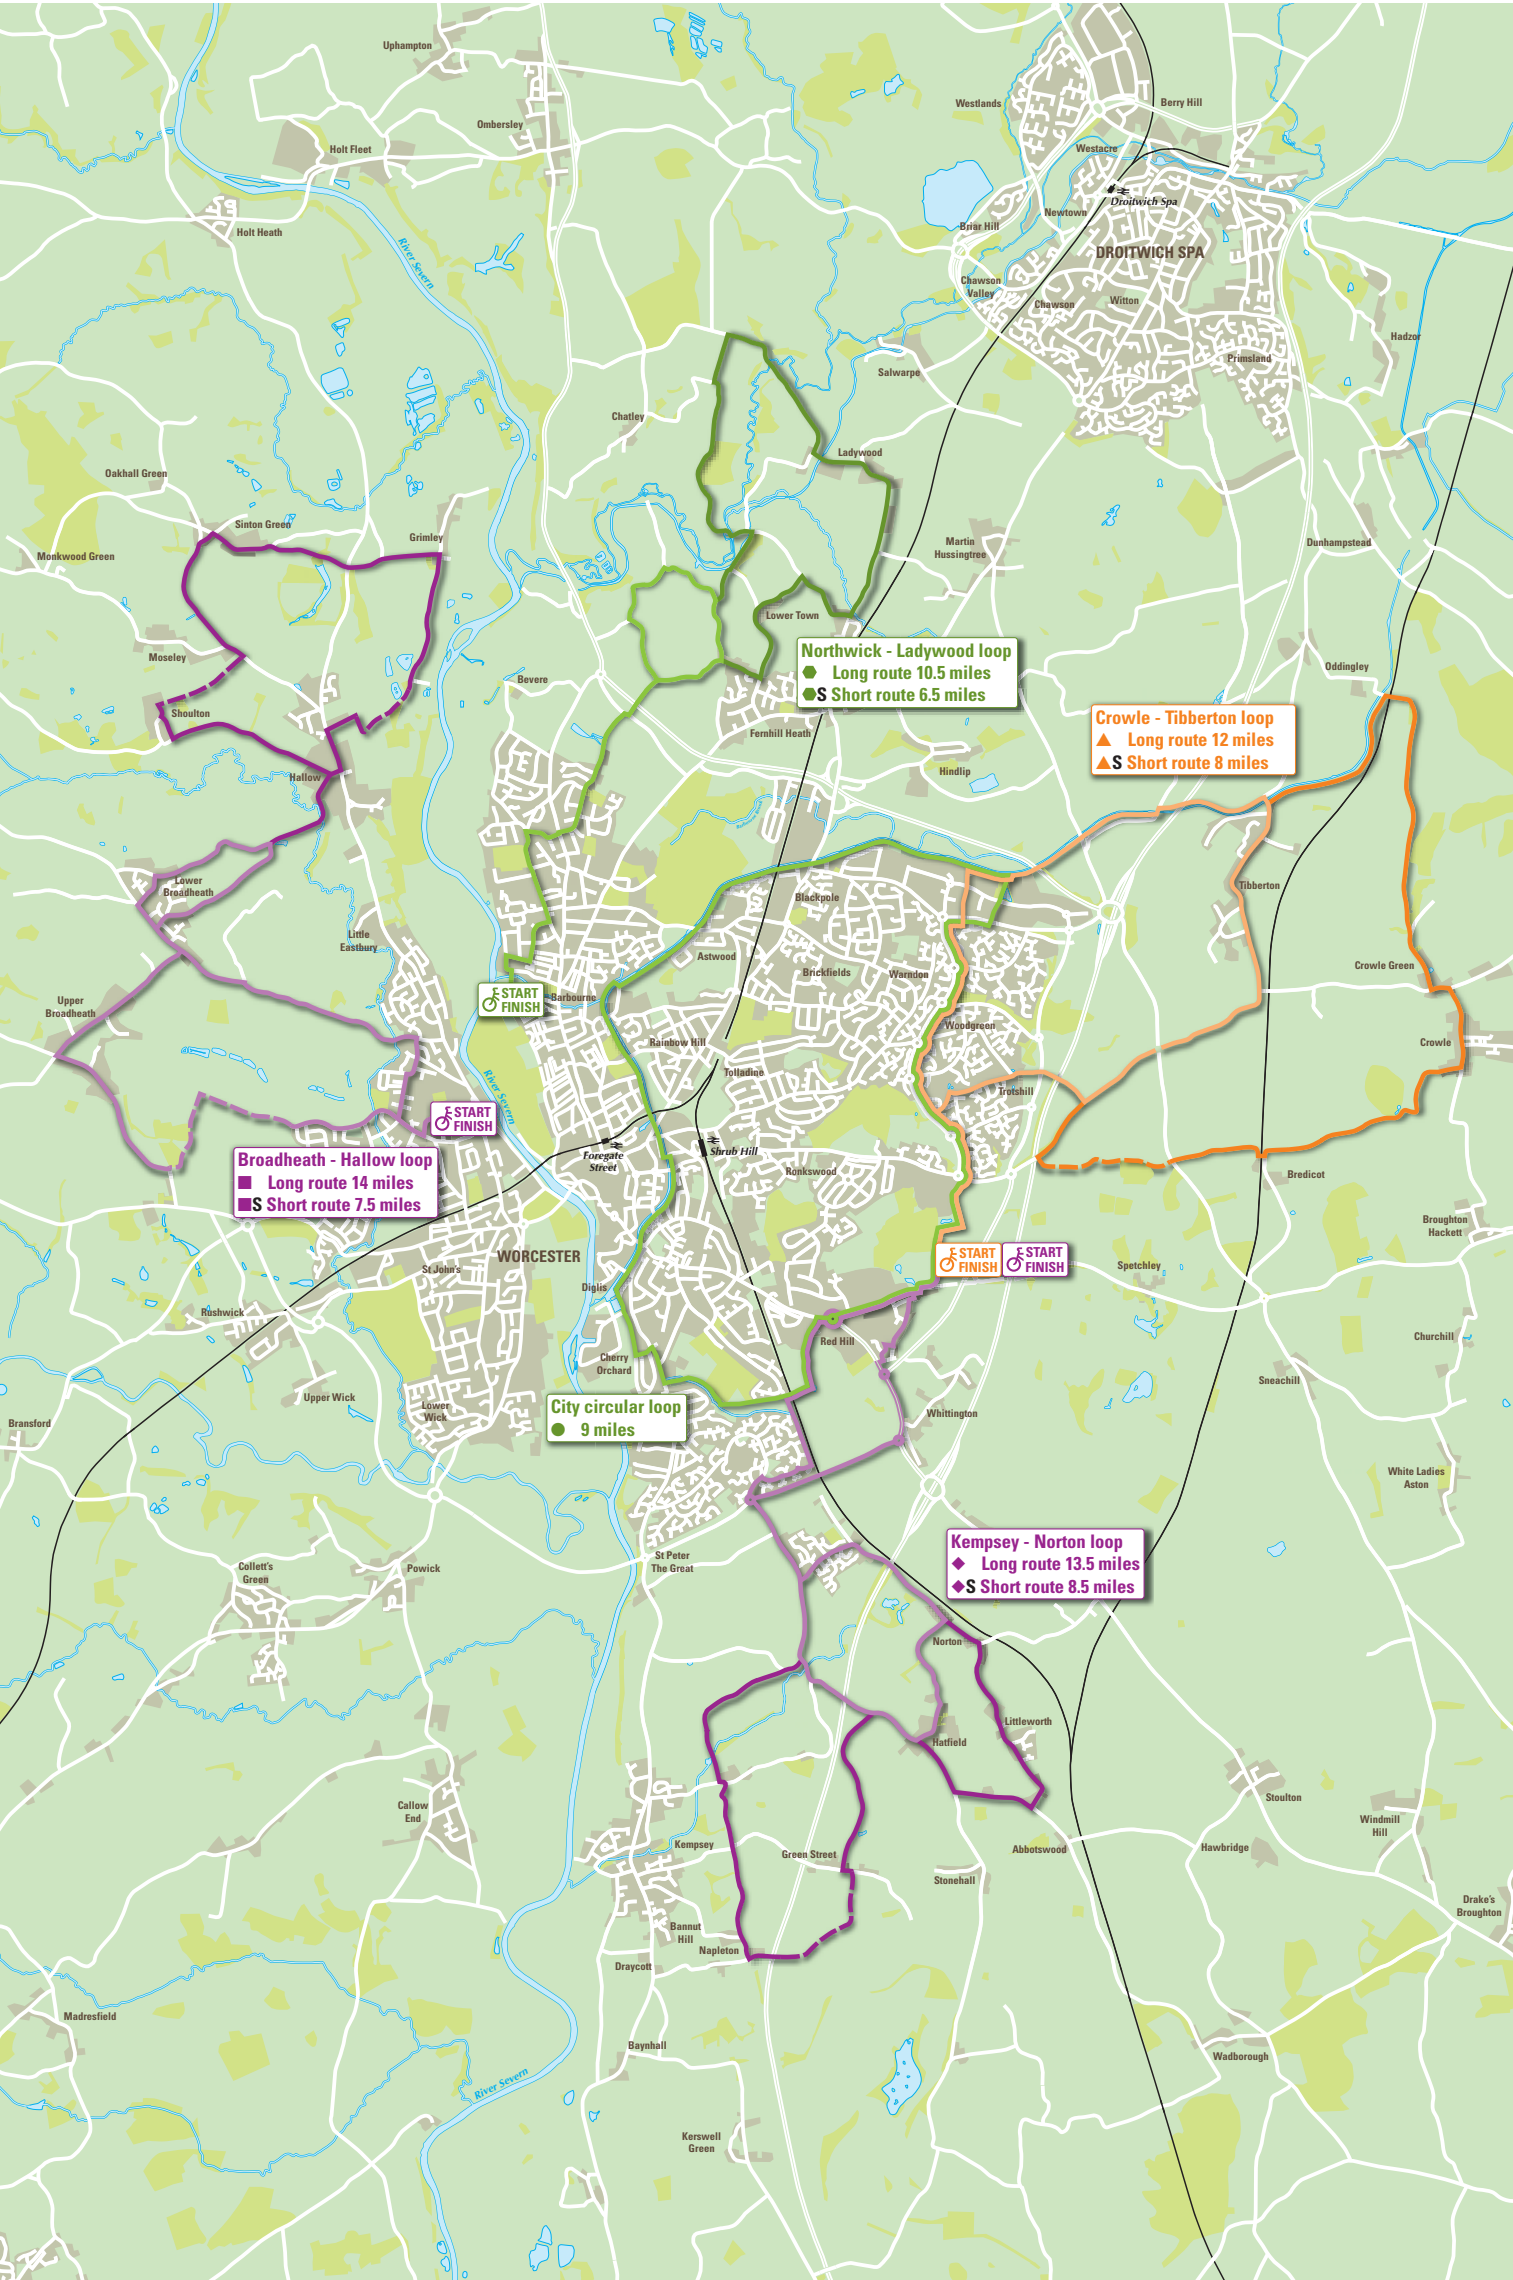 Uphampton
Ombersley
Holt Fleet
Holt Heath
River Severn
Westlands
Berry Hill
Westacre
Droitwich Spa
Newtown
Briar Hill
DROITWICH SPA
Chawson
Valley
Chawson
Witton
Primsland
Hadzor
Salwarpe
Chatley
Ladywood
Oakhall Green
Sinton Green
Grimley
Monkwood Green
Martin
Hussingtree
Dunhampstead
Lower Town
Moseley
Bevere
Shoulton
Oddingley
Northwick - Ladywood loop
Long route 10.5 miles
S Short route 6.5 miles
Fernhill Heath
Crowle - Tibberton loop
Long route 12 miles
S Short route 8 miles
Hindlip
Hallow
Lower
Broadheath
Tibberton
Blackpole
Little
Eastbury
Astwood
Brickfields
Warndon
Crowle Green
Upper
Broadheath
START
FINISH
Barbourne
Woodgreen
Rainbow Hill
Crowle
Tolladine
Trotshill
River Severn
START
FINISH
Foregate
Street
Shrub Hill
Ronkswood
Bredicot
Broadheath - Hallow loop
Long route 14 miles
S Short route 7.5 miles
Broughton
Hackett
WORCESTER
St John's
START
FINISH
START
FINISH
Spetchley
Diglis
Rushwick
Red Hill
Churchill
Cherry
Orchard
Sneachill
Upper Wick
Lower
Wick
City circular loop
9 miles
Whittington
Bransford
White Ladies
Aston
Kempsey - Norton loop
Long route 13.5 miles
S Short route 8.5 miles
St Peter
The Great
Collett's
Green
Powick
Norton
Littleworth
Hatfield
Callow
End
Stoulton
Windmill
Hill
Kempsey
Green Street
Abbotswood
Hawbridge
Stonehall
Drake's
Broughton
Bannut
Hill
Napleton
Draycott
Madresfield
Baynhall
Wadborough
River Severn
Kerswell
Green